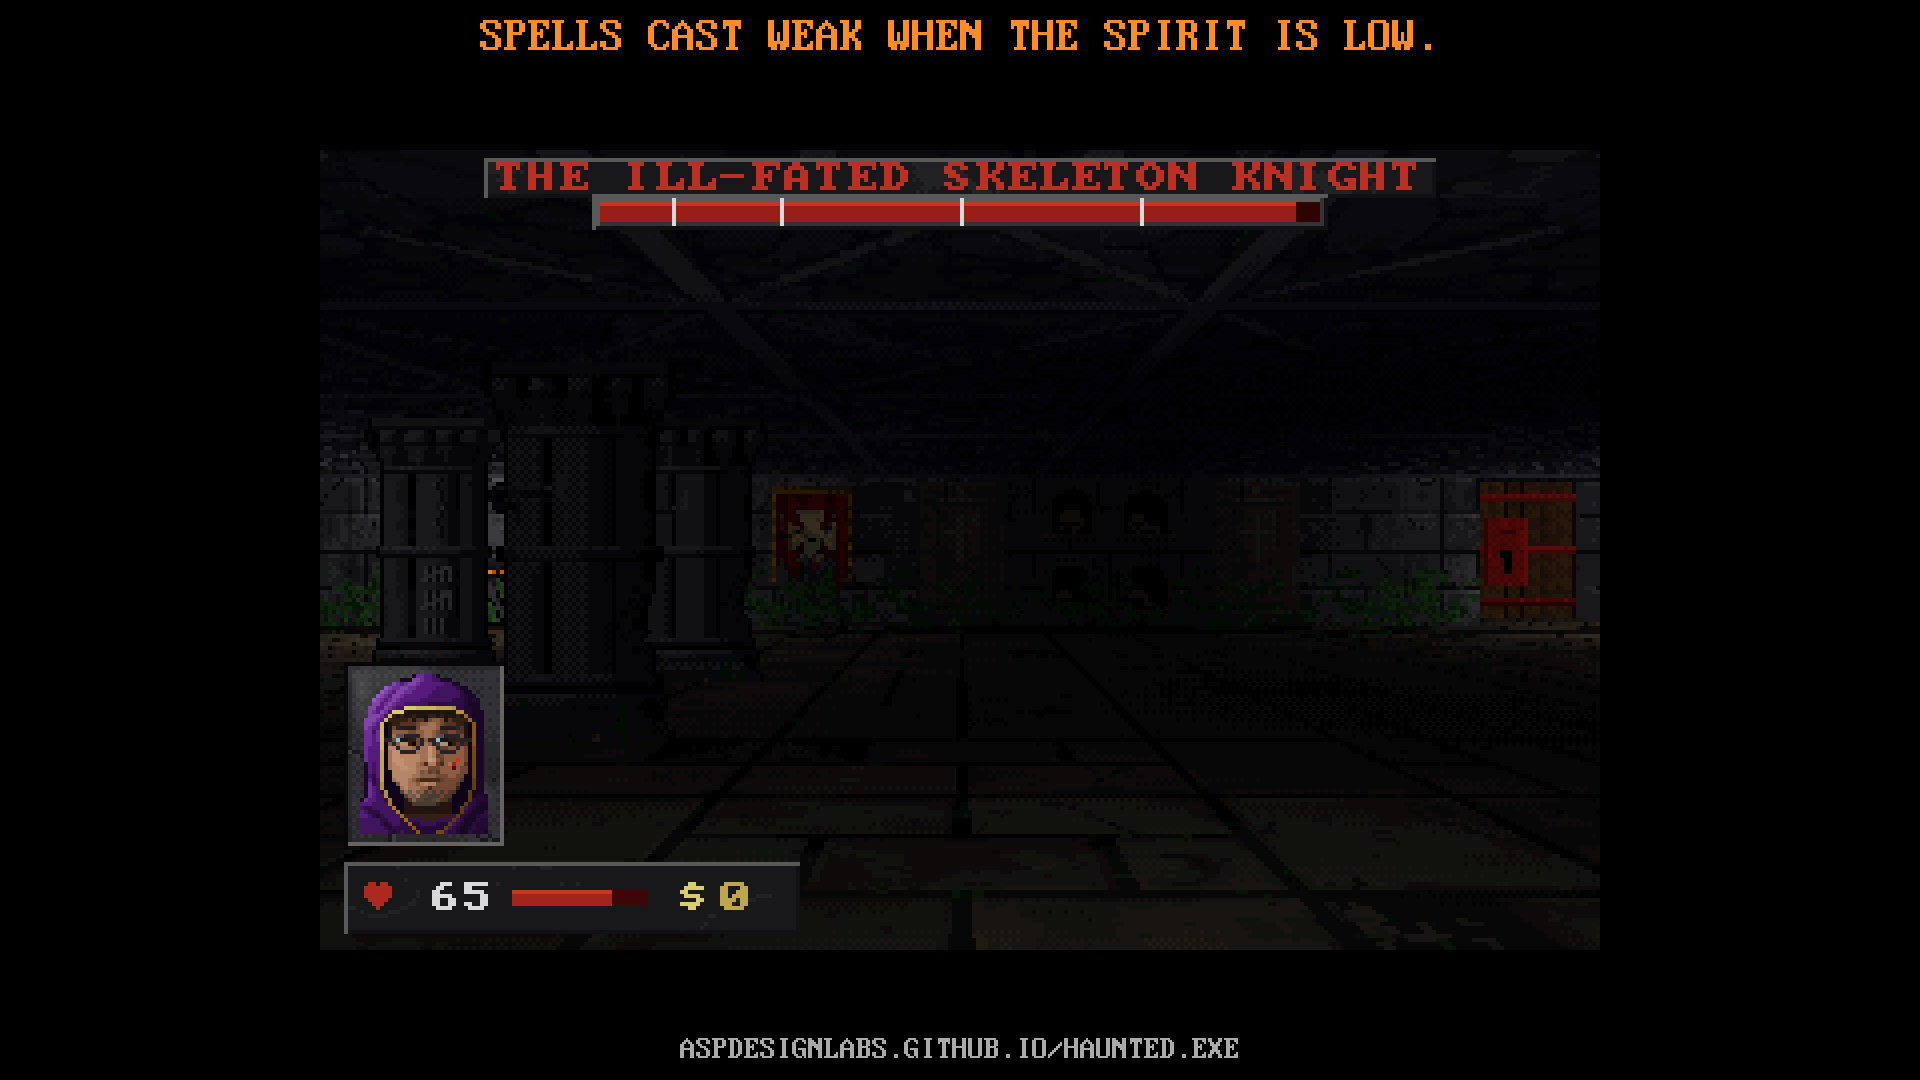 SPELLS CAST WEAK WHEN THE SPIRIT IS LOW.
THE ILL-FATED SKELETON KNIGHT
65 $0
ASPDESIGNLABS.GITHUB.IO/HAUNTED.EXE